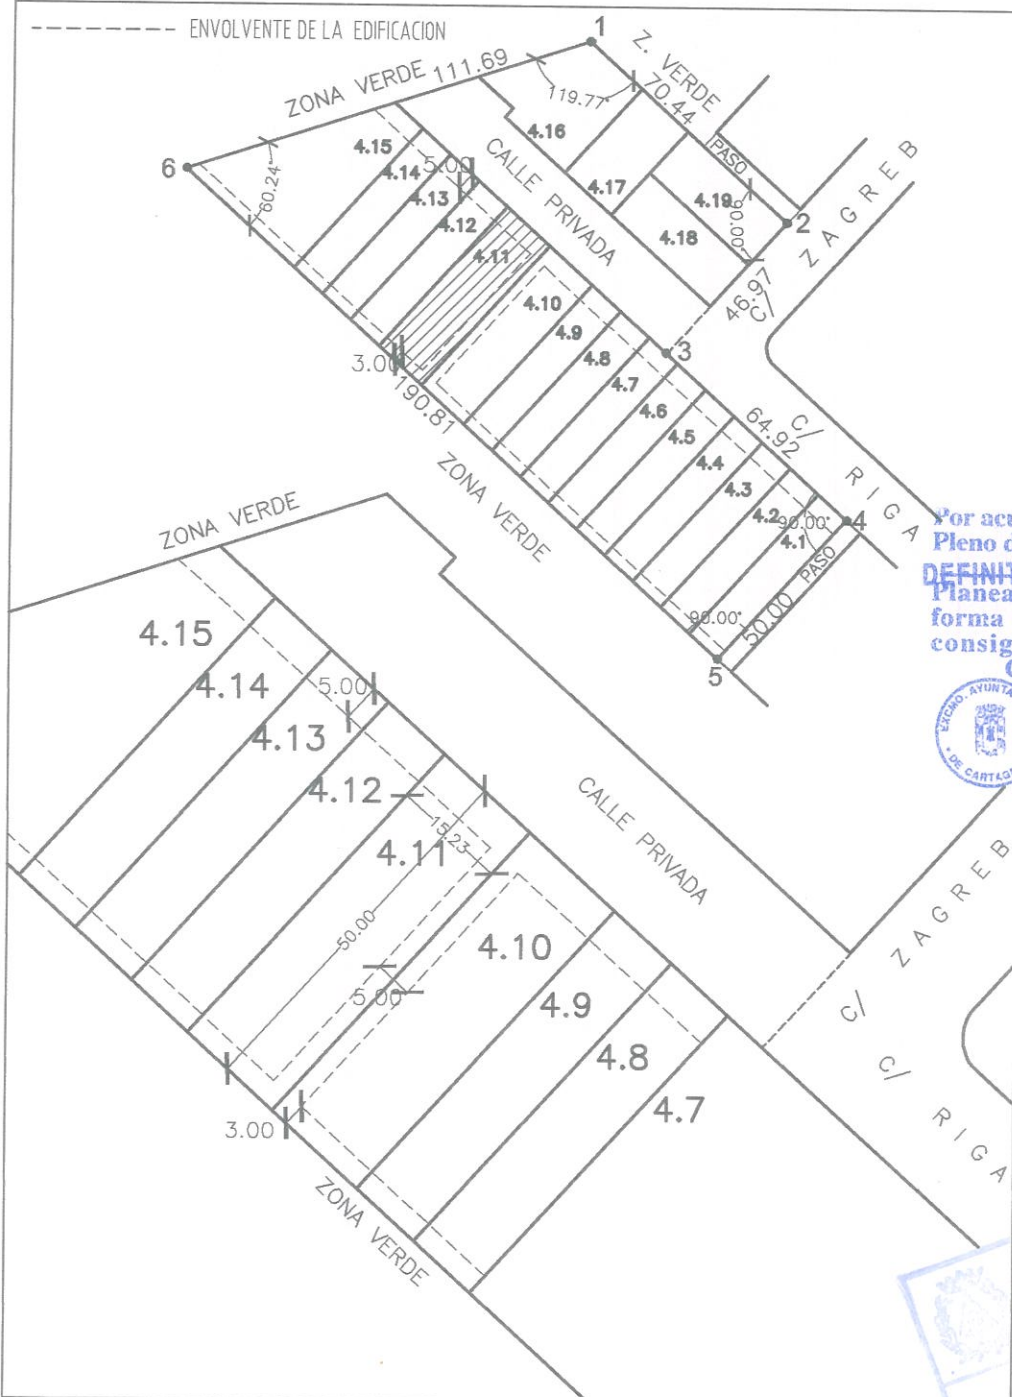 ENVOLVENTE DE LA EDIFICACION
1
Z. VERDE
70.44
ZONA VERDE 111.69
119.77°
6
60.24°
4.15
4.14
4.13
4.12
4.11
5.00
4.16
4.17
4.18
4.19
PASO
90.00°
2
CALLE PRIVADA
46.97
C/ ZAGREB
4.10
4.9
4.8
4.7
4.6
4.5
4.4
4.3
4.2
4.1
3
3.00
190.81
ZONA VERDE
64.92
C/ RIGA
90.00°
4
90.00°
50.00
PASO
5
Por acu
Pleno d
DEFINIT
Planea
forma
consig
EXCMO. AYUNTA
DE CARTAG
ZONA VERDE
4.15
4.14
4.13
4.12
4.11
5.00
15.23
50.00
5.00
CALLE PRIVADA
4.10
4.9
4.8
4.7
3.00
ZONA VERDE
C/ ZAGREB
C/ RIGA